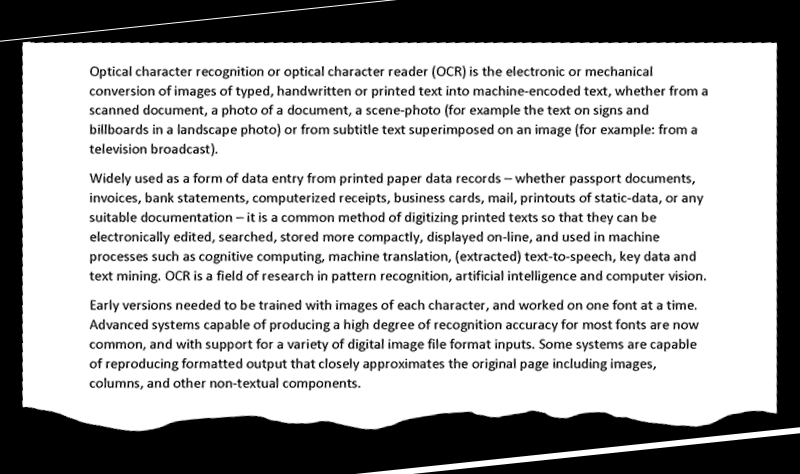 Optical character recognition or optical character reader (OCR) is the electronic or mechanical
conversion of images of typed, handwritten or printed text into machine-encoded text, whether from a
scanned document, a photo of a document, a scene-photo (for example the text on signs and
billboards in a landscape photo) or from subtitle text superimposed on an image (for example: from a
television broadcast).
Widely used as a form of data entry from printed paper data records – whether passport documents,
invoices, bank statements, computerized receipts, business cards, mail, printouts of static-data, or any
suitable documentation – it is a common method of digitizing printed texts so that they can be
electronically edited, searched, stored more compactly, displayed on-line, and used in machine
processes such as cognitive computing, machine translation, (extracted) text-to-speech, key data and
text mining. OCR is a field of research in pattern recognition, artificial intelligence and computer vision.
Early versions needed to be trained with images of each character, and worked on one font at a time.
Advanced systems capable of producing a high degree of recognition accuracy for most fonts are now
common, and with support for a variety of digital image file format inputs. Some systems are capable
of reproducing formatted output that closely approximates the original page including images,
columns, and other non-textual components.